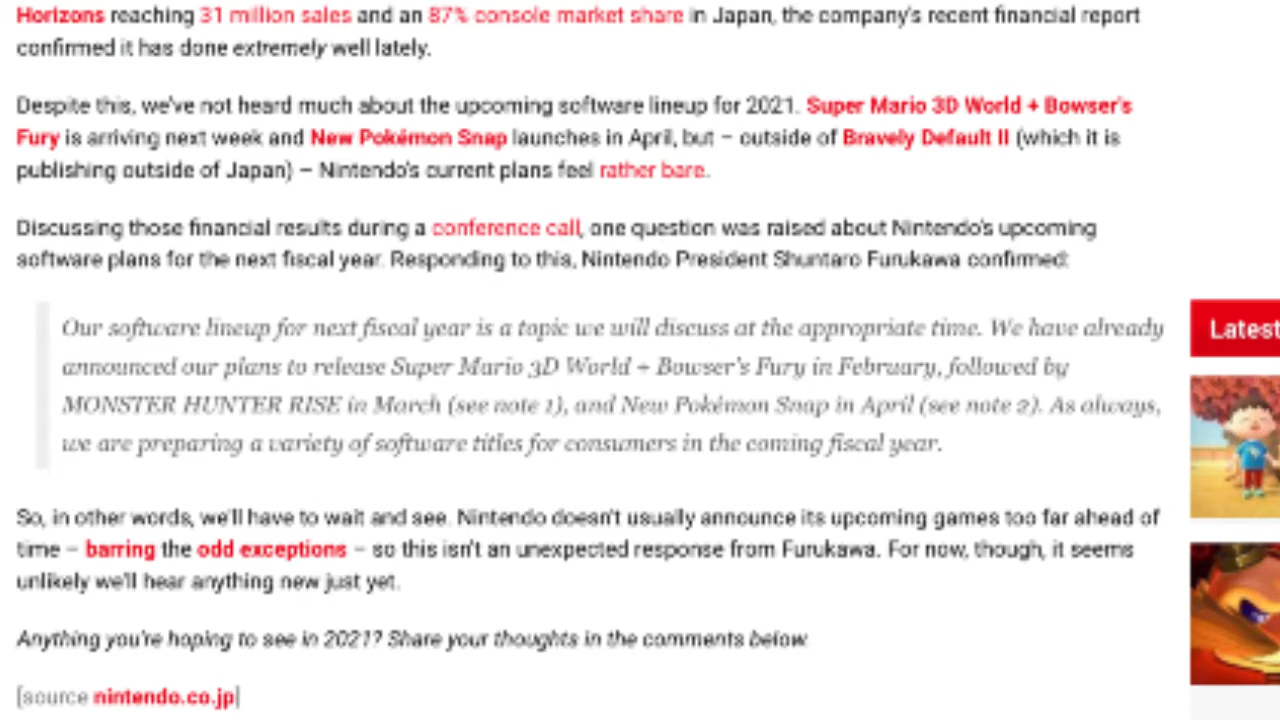 Horizons reaching 31 million sales and an 87% console market share in Japan, the company's recent financial report
confirmed it has done extremely well lately.
Despite this, we've not heard much about the upcoming software lineup for 2021. Super Mario 3D World + Bowser's
Fury is arriving next week and New Pokémon Snap launches in April, but – outside of Bravely Default II (which it is
publishing outside of Japan) – Nintendo's current plans feel rather bare.
Discussing those financial results during a conference call, one question was raised about Nintendo's upcoming
software plans for the next fiscal year. Responding to this, Nintendo President Shuntaro Furukawa confirmed:
Our software lineup for next fiscal year is a topic we will discuss at the appropriate time. We have already
announced our plans to release Super Mario 3D World + Bowser's Fury in February, followed by
MONSTER HUNTER RISE in March (see note 1), and New Pokémon Snap in April (see note 2). As always,
we are preparing a variety of software titles for consumers in the coming fiscal year.
So, in other words, we'll have to wait and see. Nintendo doesn't usually announce its upcoming games too far ahead of
time – barring the odd exceptions – so this isn't an unexpected response from Furukawa. For now, though, it seems
unlikely we'll hear anything new just yet.
Anything you're hoping to see in 2021? Share your thoughts in the comments below.
[source nintendo.co.jp]
Latest